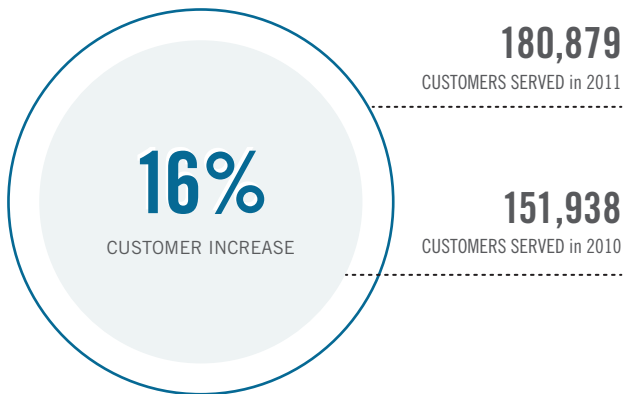 180,879
CUSTOMERS SERVED in 2011
16%
CUSTOMER INCREASE
151,938
CUSTOMERS SERVED in 2010